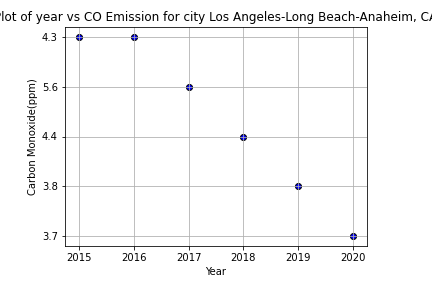 Plot of year vs CO Emission for city Los Angeles-Long Beach-Anaheim, CA
4.3
5.6
4.4
3.8
3.7
Carbon Monoxide(ppm)
2015 2016 2017 2018 2019 2020
Year